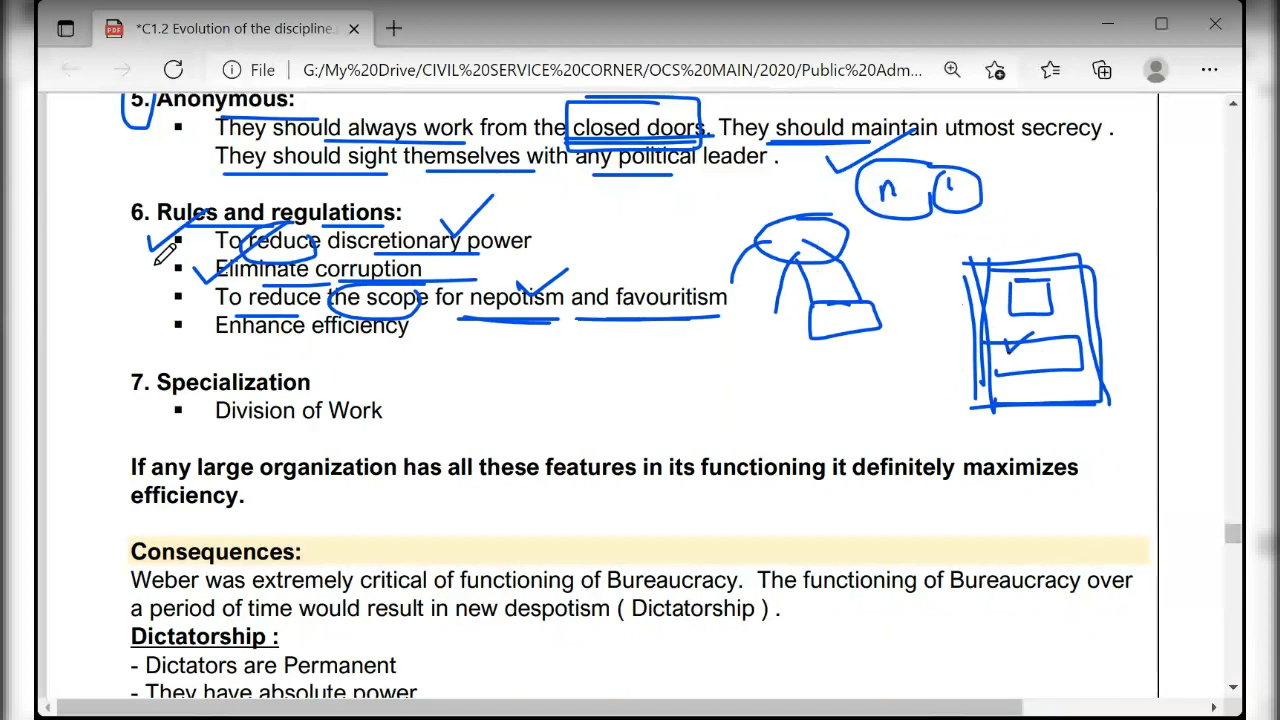 *C1.2 Evolution of the discipline.
File
G:/My%20Drive/CIVIL%20SERVICE%20CORNER/OCS%20MAIN/2020/Public%20Adm...
5. Anonymous:
▪ They should always work from the closed doors. They should maintain utmost secrecy .
They should sight themselves with any political leader .
n
6. Rules and regulations:
▪ To reduce discretionary power
▪ Eliminate corruption
▪ To reduce the scope for nepotism and favouritism
▪ Enhance efficiency
7. Specialization
▪ Division of Work
If any large organization has all these features in its functioning it definitely maximizes
efficiency.
Consequences:
Weber was extremely critical of functioning of Bureaucracy. The functioning of Bureaucracy over
a period of time would result in new despotism ( Dictatorship ) .
Dictatorship :
- Dictators are Permanent
- They have absolute power